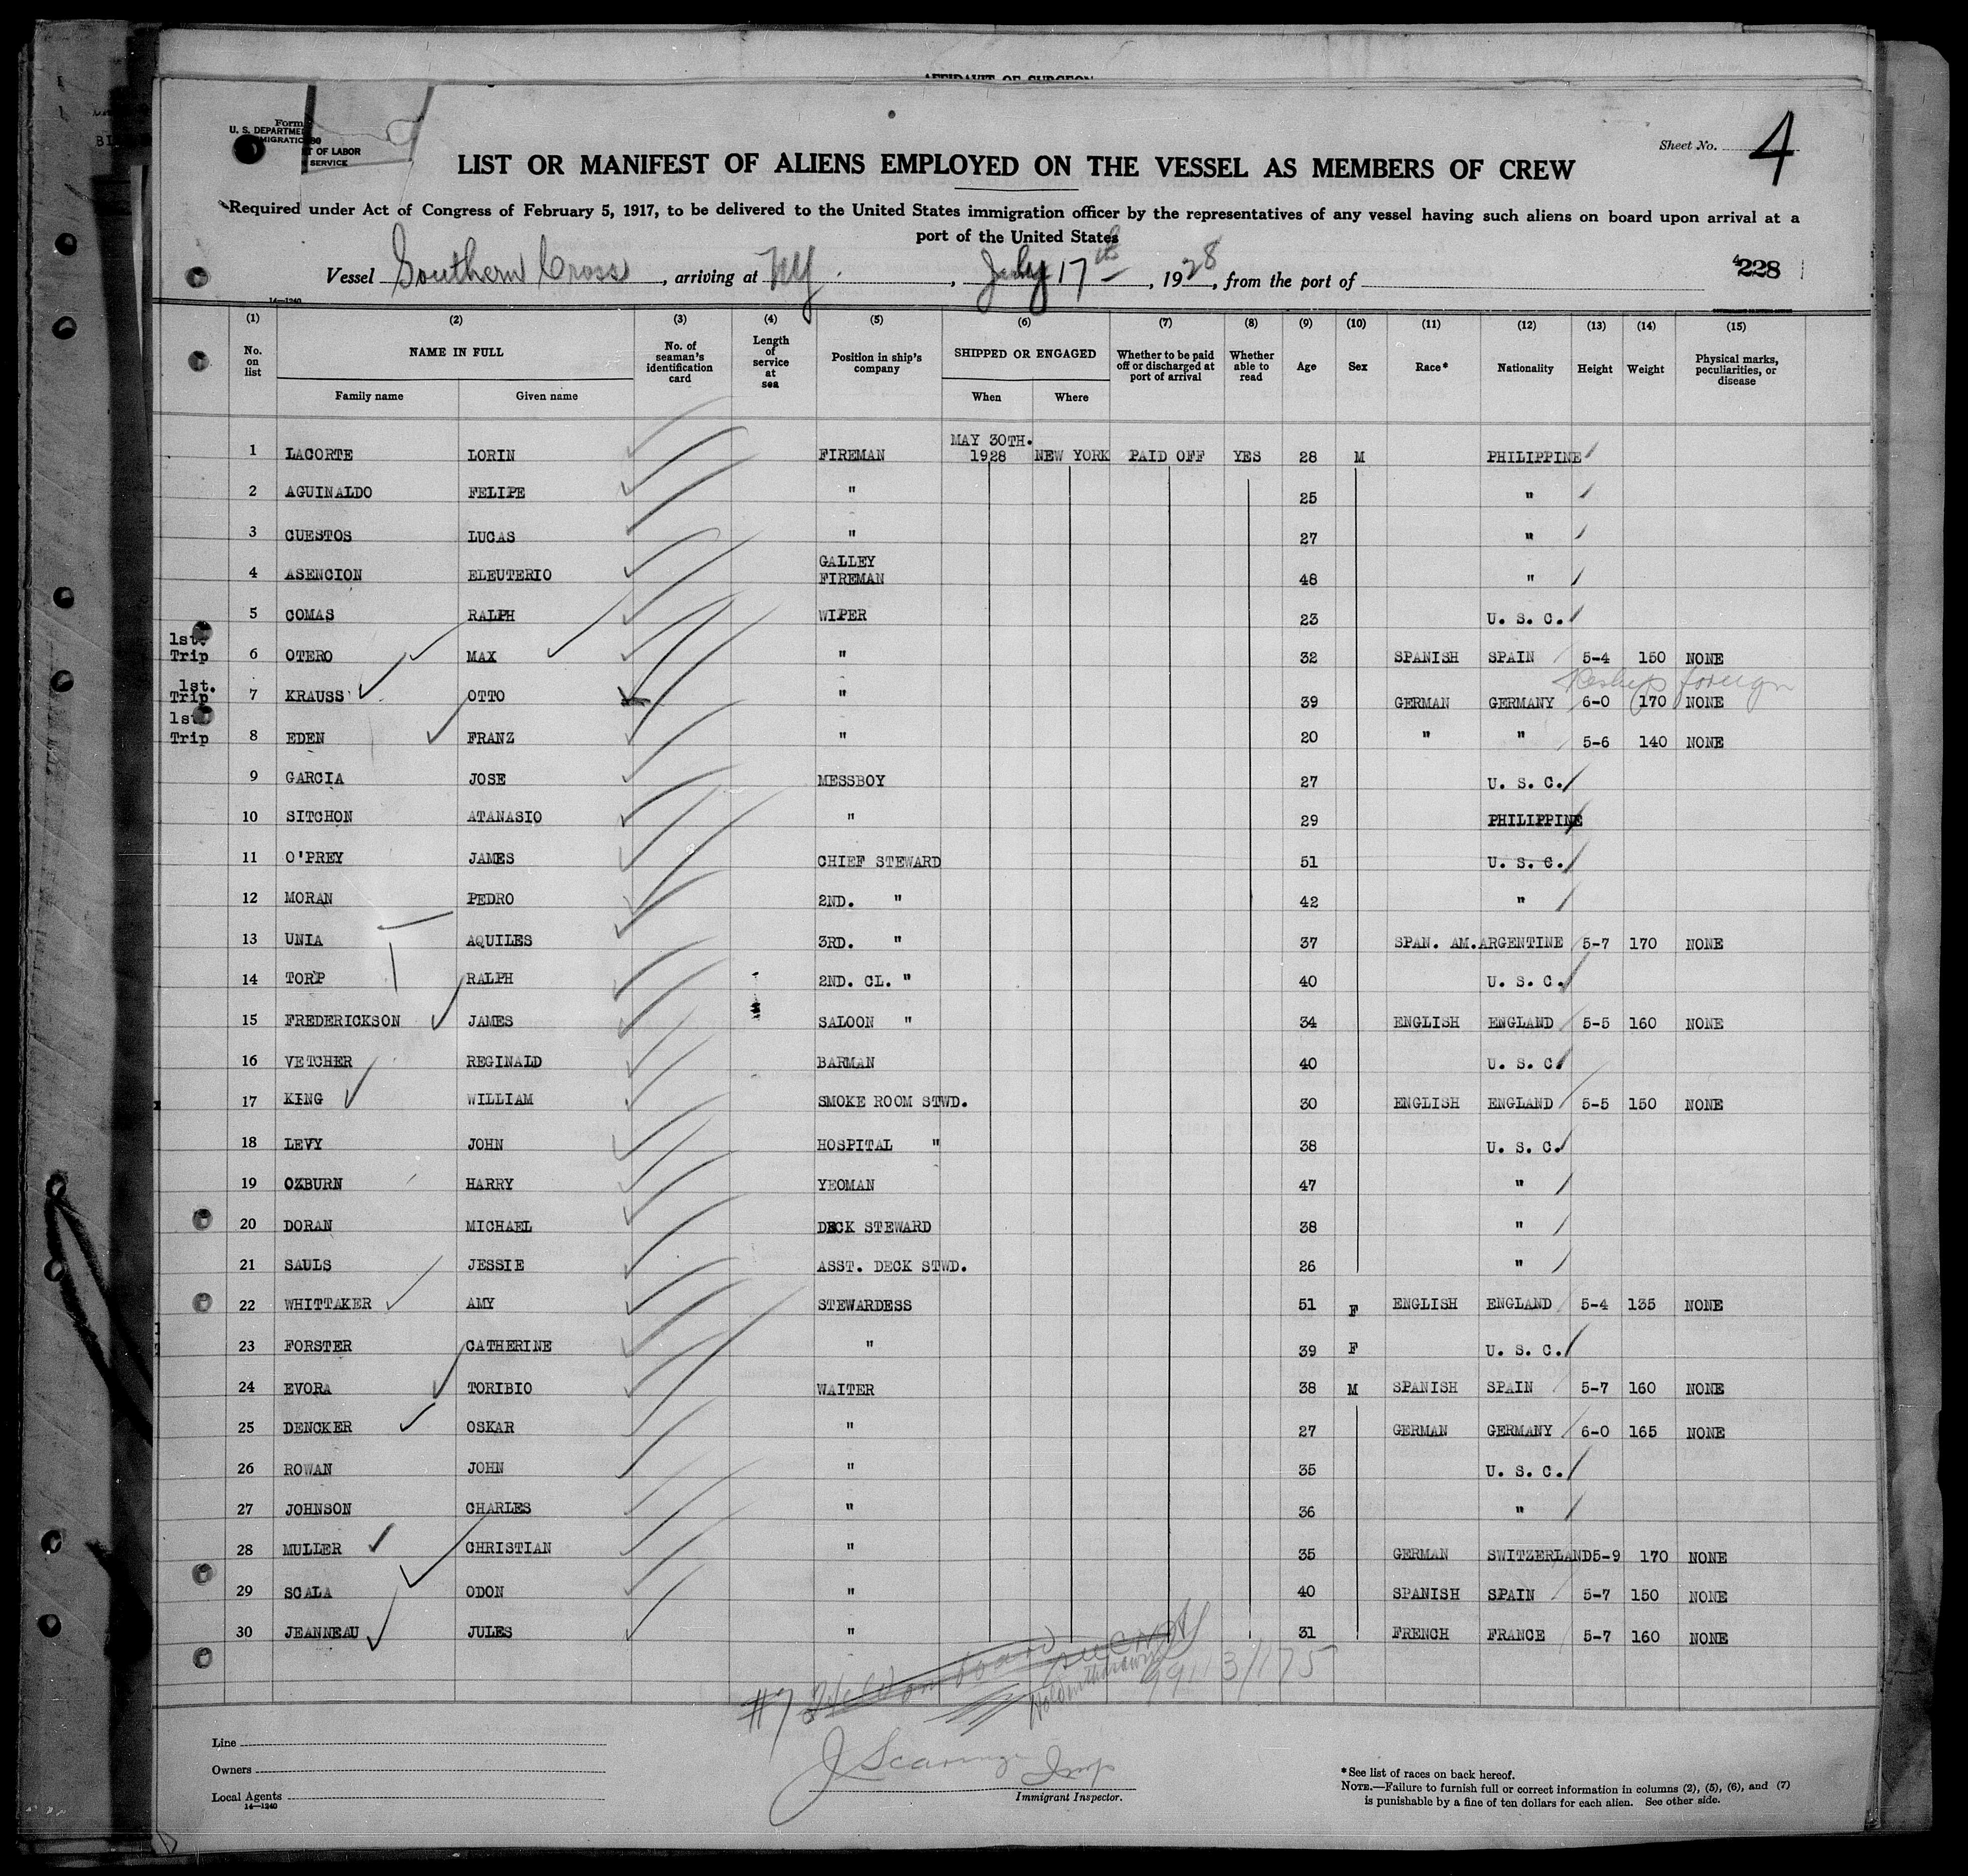 AFFIDAVIT OF SURGEON
Form
U. S. DEPARTME
MIGRATIO 80
T OF LABOR
SERVICE
Sheet No. 4
LIST OR MANIFEST OF ALIENS EMPLOYED ON THE VESSEL AS MEMBERS OF CREW
Required under Act of Congress of February 5, 1917, to be delivered to the United States immigration officer by the representatives of any vessel having such aliens on board upon arrival at a
port of the United States
Vessel Southern Cross, arriving at NY., July 17th, 1928, from the port of
4228
14—1240
(1) (2) (3) (4) (5) (6) (7) (8) (9) (10) (11) (12) (13) (14) (15)
No. on list NAME IN FULL Family name Given name No. of seaman's identification card Length of service at sea Position in ship's company SHIPPED OR ENGAGED When Where Whether to be paid off or discharged at port of arrival Whether able to read Age Sex Race* Nationality Height Weight Physical marks, peculiarities, or disease
1 LACORTE LORIN FIREMAN MAY 30TH. 1928 NEW YORK PAID OFF YES 28 M PHILIPPINE
2 AGUINALDO FELIPE " 25 "
3 CUESTOS LUCAS " 27 "
4 ASENCION ELEUTERIO GALLEY FIREMAN 48 "
5 COMAS RALPH WIPER 23 U. S. C.
1st. Trip 6 OTERO MAX " 32 SPANISH SPAIN 5-4 150 NONE
Reship foreign
1st. Trip 7 KRAUSS OTTO " 39 GERMAN GERMANY 6-0 170 NONE
1st. Trip 8 EDEN FRANZ " 20 " " 5-6 140 NONE
9 GARCIA JOSE MESSBOY 27 U. S. C.
10 SITCHON ATANASIO " 29 PHILIPPINE
11 O'PREY JAMES CHIEF STEWARD 51 U. S. C.
12 MORAN PEDRO 2ND. " 42 "
13 UNIA AQUILES 3RD. " 37 SPAN. AM. ARGENTINE 5-7 170 NONE
14 TORP RALPH 2ND. CL. " 40 U. S. C.
15 FREDERICKSON JAMES SALOON " 34 ENGLISH ENGLAND 5-5 160 NONE
16 VETCHER REGINALD BARMAN 40 U. S. C.
17 KING WILLIAM SMOKE ROOM STWD. 30 ENGLISH ENGLAND 5-5 150 NONE
18 LEVY JOHN HOSPITAL " 38 U. S. C.
19 OZBURN HARRY YEOMAN 47 "
20 DORAN MICHAEL DECK STEWARD 38 "
21 SAULS JESSIE ASST. DECK STWD. 26 "
22 WHITTAKER AMY STEWARDESS 51 F ENGLISH ENGLAND 5-4 135 NONE
23 FORSTER CATHERINE " 39 F U. S. C.
24 EVORA TORIBIO WAITER 38 M SPANISH SPAIN 5-7 160 NONE
25 DENCKER OSKAR " 27 GERMAN GERMANY 6-0 165 NONE
26 ROWAN JOHN " 35 U. S. C.
27 JOHNSON CHARLES " 36 "
28 MULLER CHRISTIAN " 35 GERMAN SWITZERLAND 5-9 170 NONE
29 SCALA ODON " 40 SPANISH SPAIN 5-7 150 NONE
30 JEANNEAU JULES " 31 FRENCH FRANCE 5-7 160 NONE
#7 Held on board
99113/175
Line
Owners
Local Agents
14—1240
Immigrant Inspector.
*See list of races on back hereof.
NOTE.—Failure to furnish full or correct information in columns (2), (5), (6), and (7)
is punishable by a fine of ten dollars for each alien. See other side.